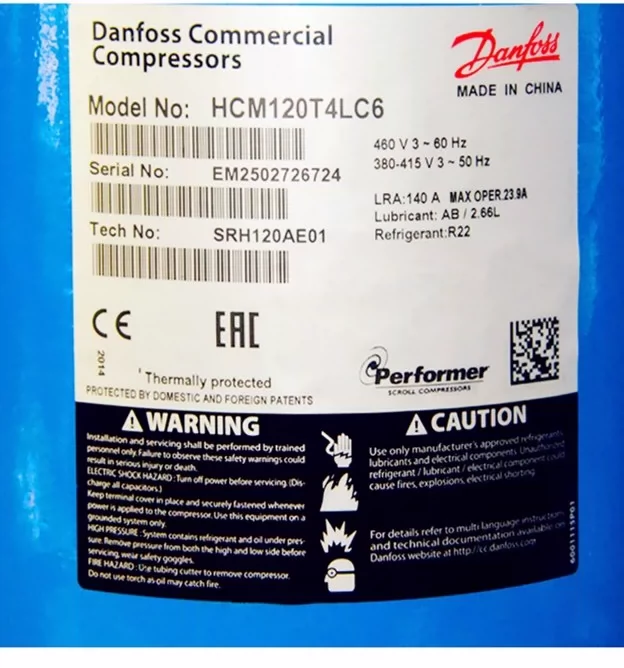 Danfoss Commercial
Compressors
Danfoss
MADE IN CHINA
Model No: HCM120T4LC6
460 V 3 ~ 60 Hz
380-415 V 3 ~ 50 Hz
Serial No: EM2502726724
LRA:140 A MAX OPER.23.9A
Lubricant: AB / 2.66L
Refrigerant:R22
Tech No: SRH120AE01
CE
EAC
2014
Thermally protected
PROTECTED BY DOMESTIC AND FOREIGN PATENTS
Performer
SCROLL COMPRESSORS
WARNING
Installation and servicing shall be performed by trained
personnel only. Failure to observe these safety warnings could
result in serious injury or death.
ELECTRIC SHOCK HAZARD : Turn off power before servicing. (Dis-
charge all capacitors.)
Keep terminal cover in place and securely fastened whenever
power is applied to the compressor. Use this equipment on a
grounded system only.
HIGH PRESSURE : System contains refrigerant and oil under pres-
sure. Remove pressure from both the high and low side before
servicing, wear safety goggles.
FIRE HAZARD : Use tubing cutter to remove compressor.
Do not use torch as oil may catch fire.
CAUTION
Use only manufacturer's approved refrigerants,
lubricants and electrical components. Unauthorized
refrigerant / lubricant / electrical component could
cause fires, explosions, electrical shorting.
For details refer to multi language instructions
and technical documentation available on
Danfoss website at http://cc.danfoss.com